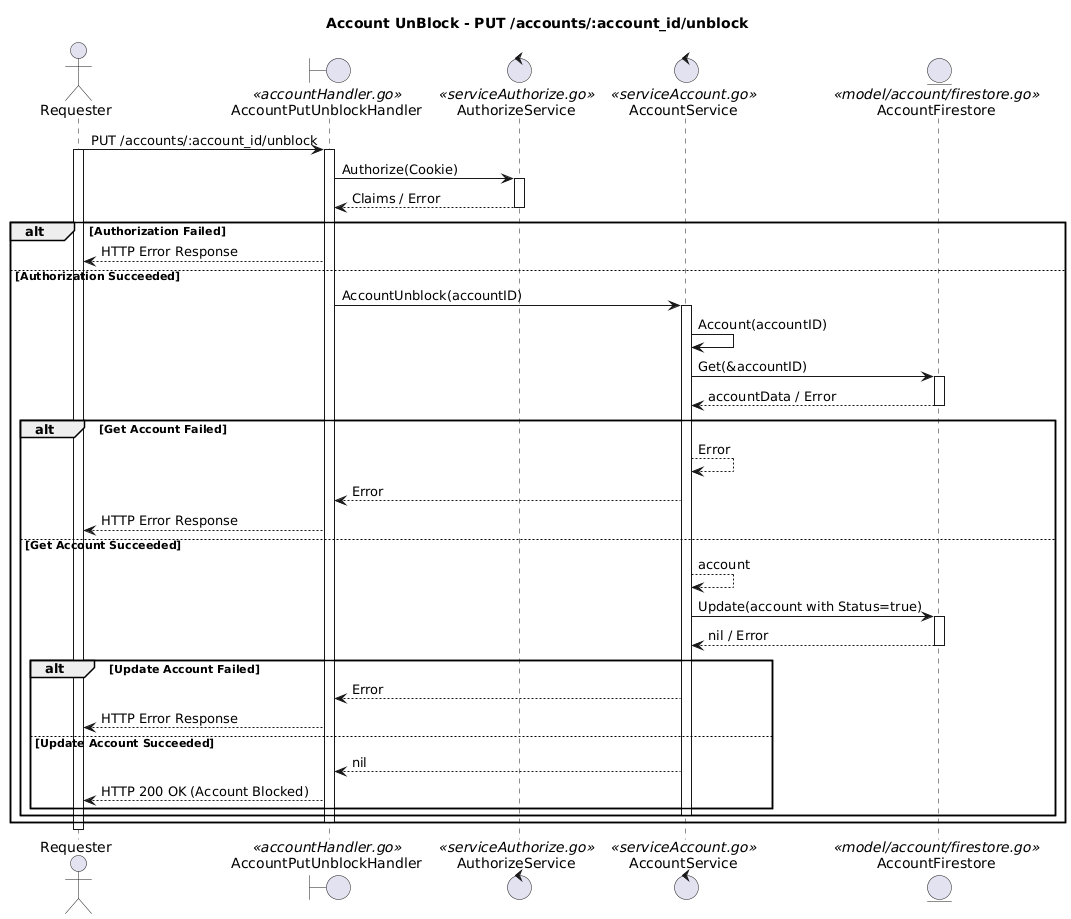 Account UnBlock - PUT /accounts/:account_id/unblock
Requester
«accountHandler.go»
AccountPutUnblockHandler
«serviceAuthorize.go»
AuthorizeService
«serviceAccount.go»
AccountService
«model/account/firestore.go»
AccountFirestore
PUT /accounts/:account_id/unblock
Authorize(Cookie)
Claims / Error
alt [Authorization Failed]
HTTP Error Response
[Authorization Succeeded]
AccountUnblock(accountID)
Account(accountID)
Get(&accountID)
accountData / Error
alt [Get Account Failed]
Error
Error
HTTP Error Response
[Get Account Succeeded]
account
Update(account with Status=true)
nil / Error
alt [Update Account Failed]
Error
HTTP Error Response
[Update Account Succeeded]
nil
HTTP 200 OK (Account Blocked)
Requester
«accountHandler.go»
AccountPutUnblockHandler
«serviceAuthorize.go»
AuthorizeService
«serviceAccount.go»
AccountService
«model/account/firestore.go»
AccountFirestore